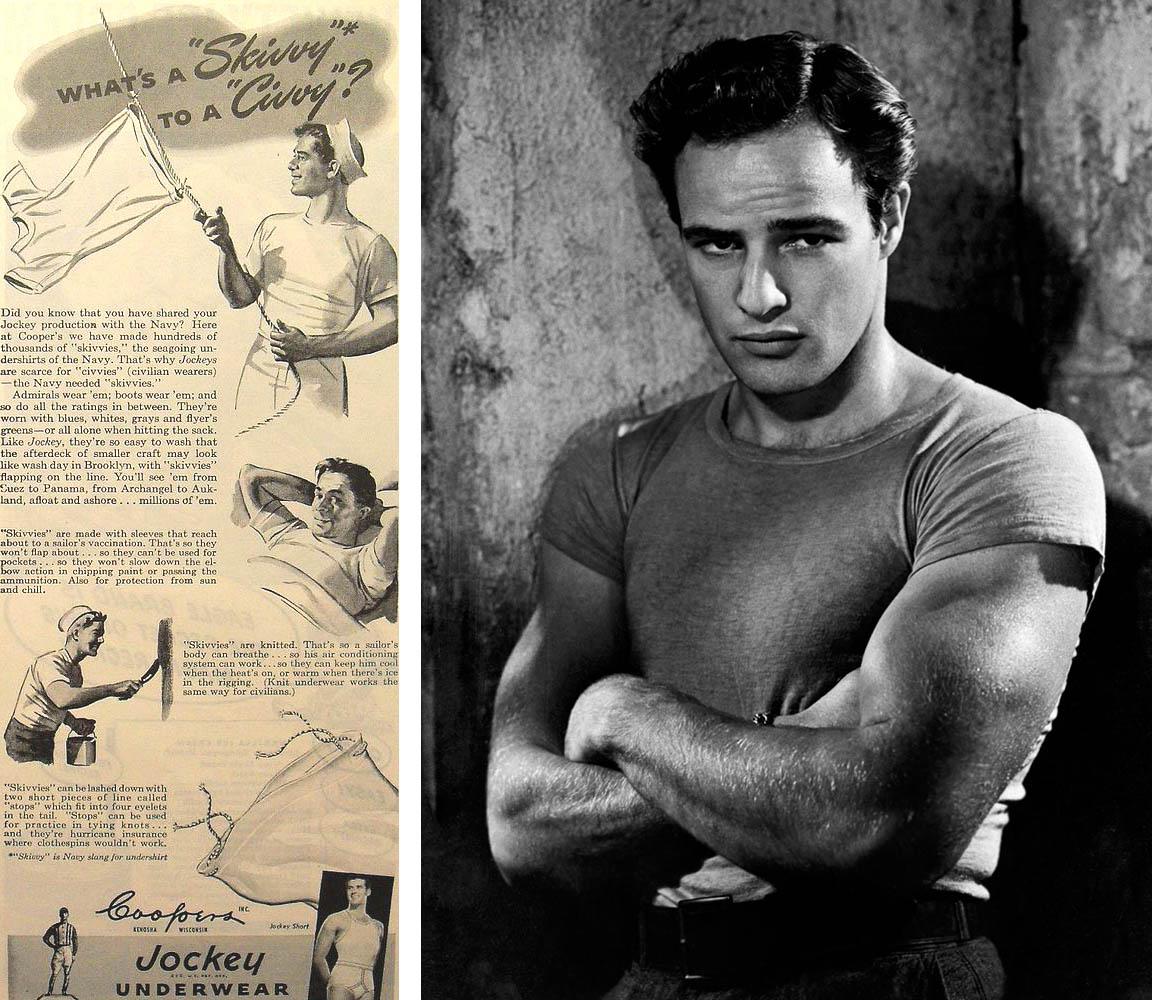 WHAT'S A "Skivvy"*
TO A "Civvy"?
Did you know that you have shared your
Jockey production with the Navy? Here
at Cooper's we have made hundreds of
thousands of "skivvies," the seagoing un-
dershirts of the Navy. That's why Jockeys
are scarce for "civvies" (civilian wearers)
—the Navy needed "skivvies."
Admirals wear 'em; boots wear 'em; and
so do all the ratings in between. They're
worn with blues, whites, grays and flyer's
greens—or all alone when hitting the sack.
Like Jockey, they're so easy to wash that
the afterdeck of smaller craft may look
like wash day in Brooklyn, with "skivvies"
flapping on the line. You'll see 'em from
Suez to Panama, from Archangel to Auk-
land, afloat and ashore . . . millions of 'em.
"Skivvies" are made with sleeves that reach
about to a sailor's vaccination. That's so they
won't flap about . . . so they can't be used for
pockets . . . so they won't slow down the el-
bow action in chipping paint or passing the
ammunition. Also for protection from sun
and chill.
"Skivvies" are knitted. That's so a sailor's
body can breathe . . . so his air conditioning
system can work . . . so they can keep him cool
when the heat's on, or warm when there's ice
in the rigging. (Knit underwear works the
same way for civilians.)
"Skivvies" can be lashed down with
two short pieces of line called
"stops" which fit into four eyelets
in the tail. "Stops" can be used
for practice in tying knots . . .
and they're hurricane insurance
where clothespins wouldn't work.
*"Skivvy" is Navy slang for undershirt
Coopers INC.
KENOSHA WISCONSIN
Jockey Short
Jockey
REG. U.S. PAT. OFF.
UNDERWEAR